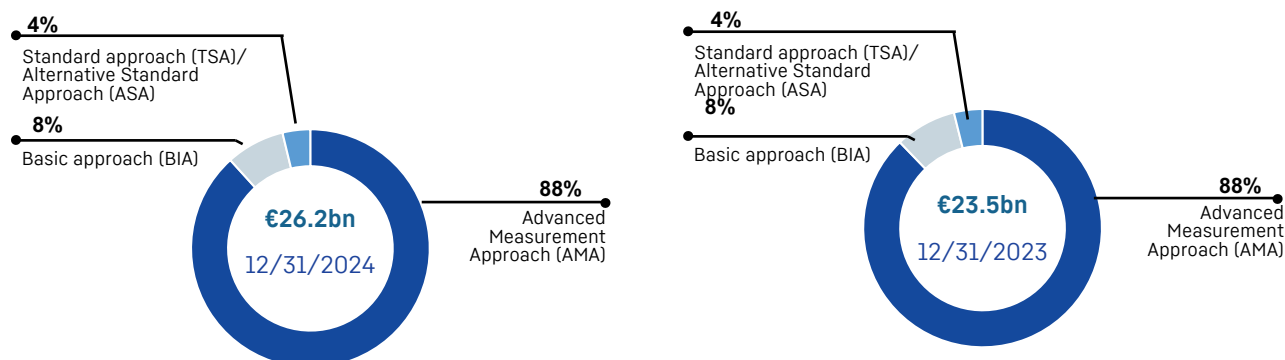 4%
Standard approach (TSA)/
Alternative Standard
Approach (ASA)
8%
Basic approach (BIA)
88%
Advanced
Measurement
Approach (AMA)
€26.2bn
12/31/2024
4%
Standard approach (TSA)/
Alternative Standard
Approach (ASA)
8%
Basic approach (BIA)
88%
Advanced
Measurement
Approach (AMA)
€23.5bn
12/31/2023